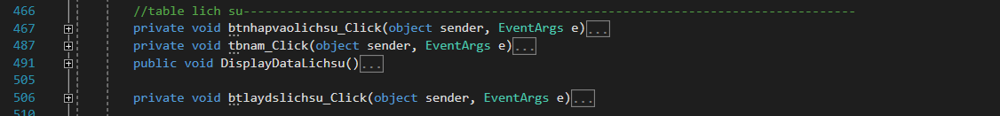 466 //table lich su-----------------------------------------------------------------------------------
467 private void btnhapvaolichsu_Click(object sender, EventArgs e)...
487 private void tbnam_Click(object sender, EventArgs e)...
491 public void DisplayDataLichsu()...
505
506 private void btlaydslichsu_Click(object sender, EventArgs e)...
510